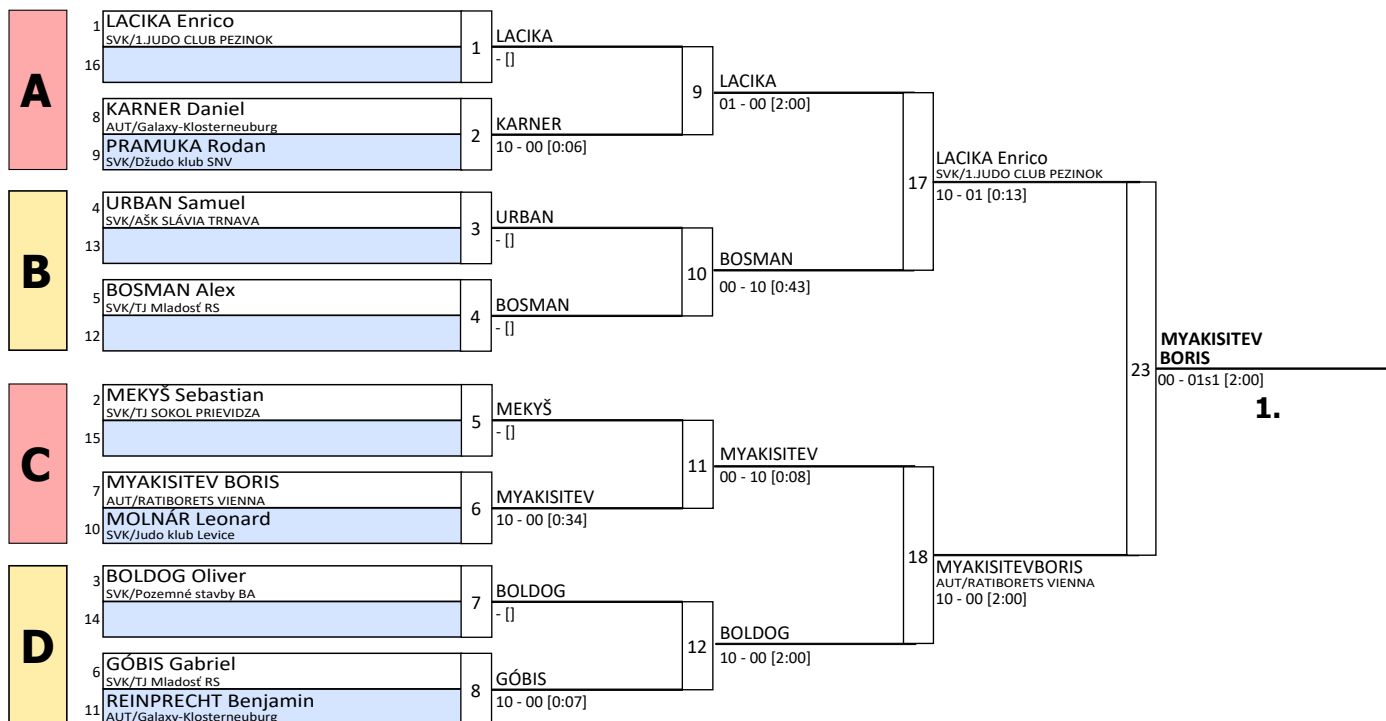 A
1 LACIKA Enrico
SVK/1.JUDO CLUB PEZINOK
16
1
8 KARNER Daniel
AUT/Galaxy-Klosterneuburg
9 PRAMUKA Rodan
SVK/Džudo klub SNV
2
B
4 URBAN Samuel
SVK/AŠK SLÁVIA TRNAVA
13
3
5 BOSMAN Alex
SVK/TJ Mladosť RS
12
4
C
2 MEKYŠ Sebastian
SVK/TJ SOKOL PRIEVIDZA
15
5
7 MYAKISITEV BORIS
AUT/RATIBORETS VIENNA
10 MOLNÁR Leonard
SVK/Judo klub Levice
6
D
3 BOLDOG Oliver
SVK/Pozemné stavby BA
14
7
6 GÓBIS Gabriel
SVK/TJ Mladosť RS
11 REINPRECHT Benjamin
AUT/Galaxy-Klosterneuburg
8
LACIKA
- []
KARNER
10 - 00 [0:06]
9
URBAN
- []
BOSMAN
- []
10
MEKYŠ
- []
MYAKISITEV
10 - 00 [0:34]
11
BOLDOG
- []
GÓBIS
10 - 00 [0:07]
12
LACIKA
01 - 00 [2:00]
BOSMAN
00 - 10 [0:43]
17
MYAKISITEV
00 - 10 [0:08]
BOLDOG
10 - 00 [2:00]
18
LACIKA Enrico
SVK/1.JUDO CLUB PEZINOK
10 - 01 [0:13]
MYAKISITEVBORIS
AUT/RATIBORETS VIENNA
10 - 00 [2:00]
23
MYAKISITEV
BORIS
00 - 01s1 [2:00]
1.